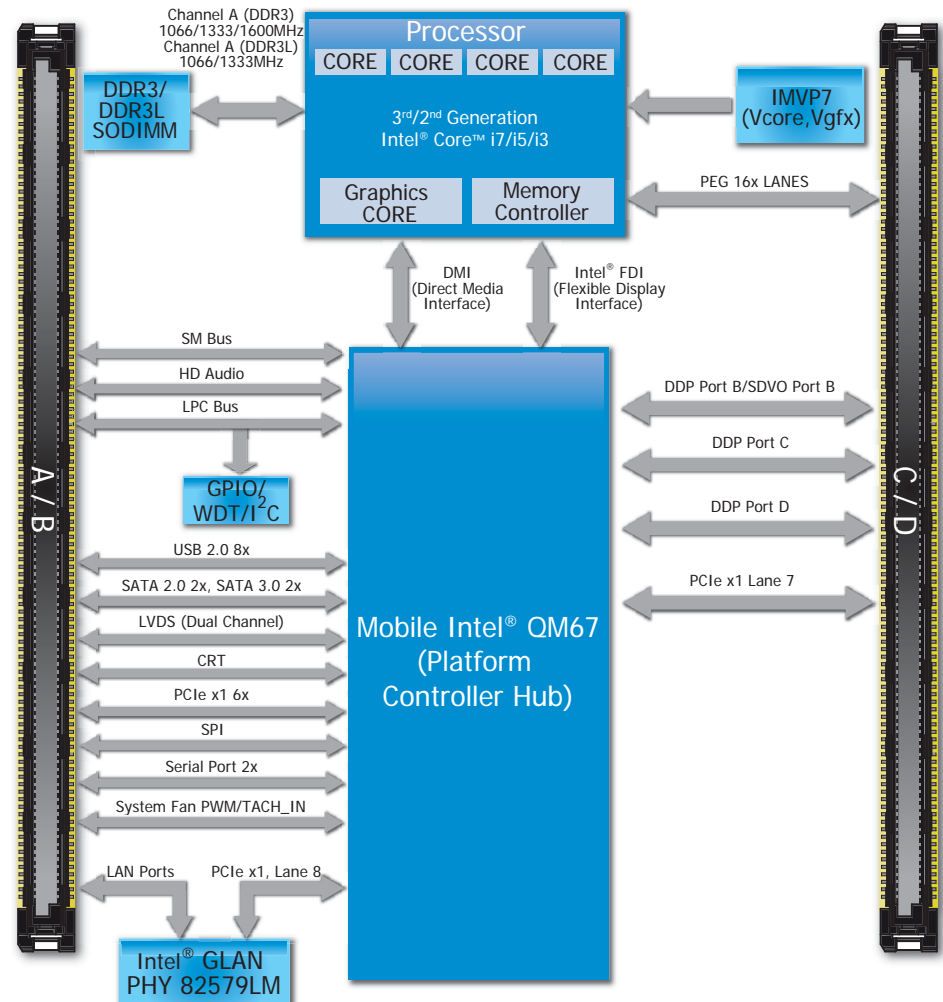 Channel A (DDR3)
1066/1333/1600MHz
Channel A (DDR3L)
1066/1333MHz
Processor
CORE
CORE
CORE
CORE
3rd/2nd Generation
Intel® Core™ i7/i5/i3
Graphics
CORE
Memory
Controller
DDR3/
DDR3L
SODIMM
IMVP7
(Vcore,Vgfx)
PEG 16x LANES
DMI
(Direct Media
Interface)
Intel® FDI
(Flexible Display
Interface)
SM Bus
HD Audio
LPC Bus
GPIO/
WDT/I²C
A / B
C / D
DDP Port B/SDVO Port B
DDP Port C
DDP Port D
PCIe x1 Lane 7
USB 2.0 8x
SATA 2.0 2x, SATA 3.0 2x
LVDS (Dual Channel)
CRT
PCIe x1 6x
SPI
Serial Port 2x
System Fan PWM/TACH_IN
Mobile Intel® QM67
(Platform
Controller Hub)
LAN Ports
PCIe x1, Lane 8
Intel® GLAN
PHY 82579LM